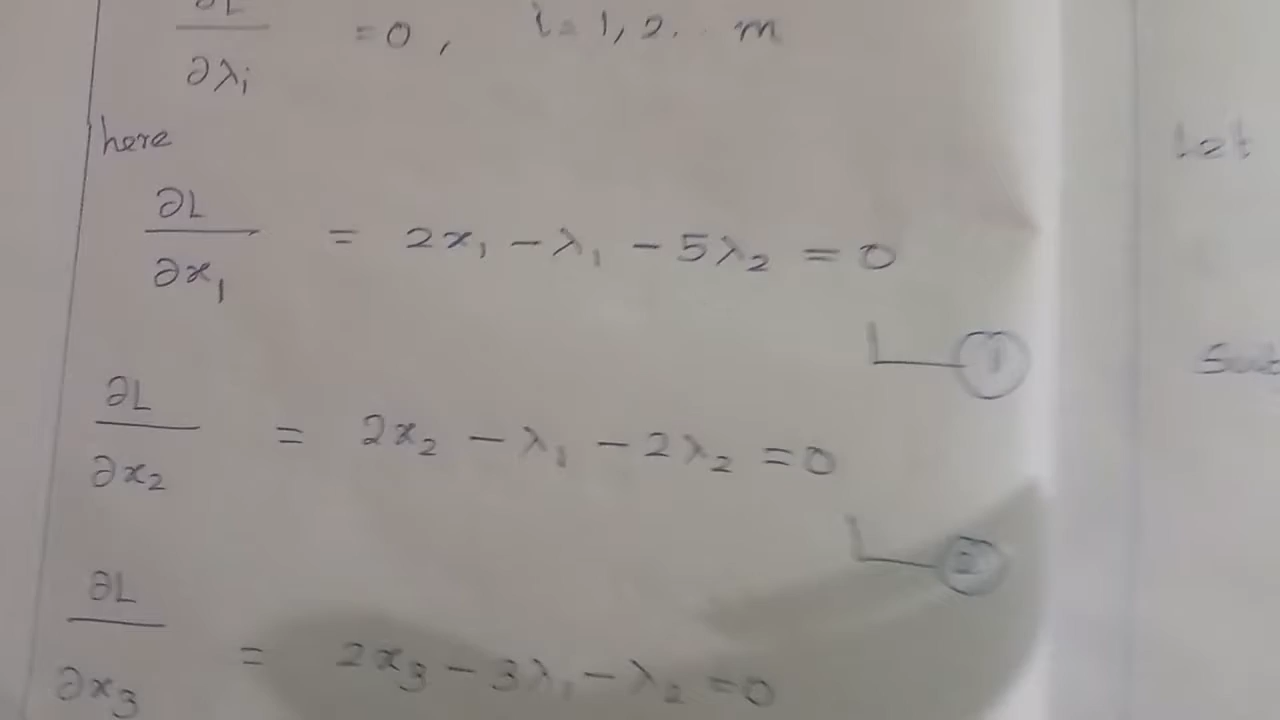 ∂L/∂λi = 0, i = 1, 2.. m
here
∂L/∂x₁ = 2x₁ - λ₁ - 5λ₂ = 0
①
∂L/∂x₂ = 2x₂ - λ₁ - 2λ₂ = 0
②
∂L/∂x₃ = 2x₃ - 3λ₁ - λ₂ = 0
Let